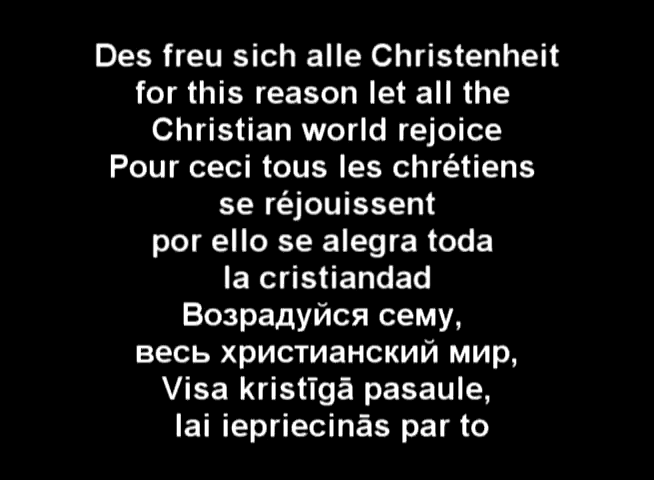 Des freu sich alle Christenheit
for this reason let all the
Christian world rejoice
Pour ceci tous les chrétiens
se réjouissent
por ello se alegra toda
la cristiandad
Возрадуйся сему,
весь христианский мир,
Visa kristīgā pasaule,
lai iepriecinās par to